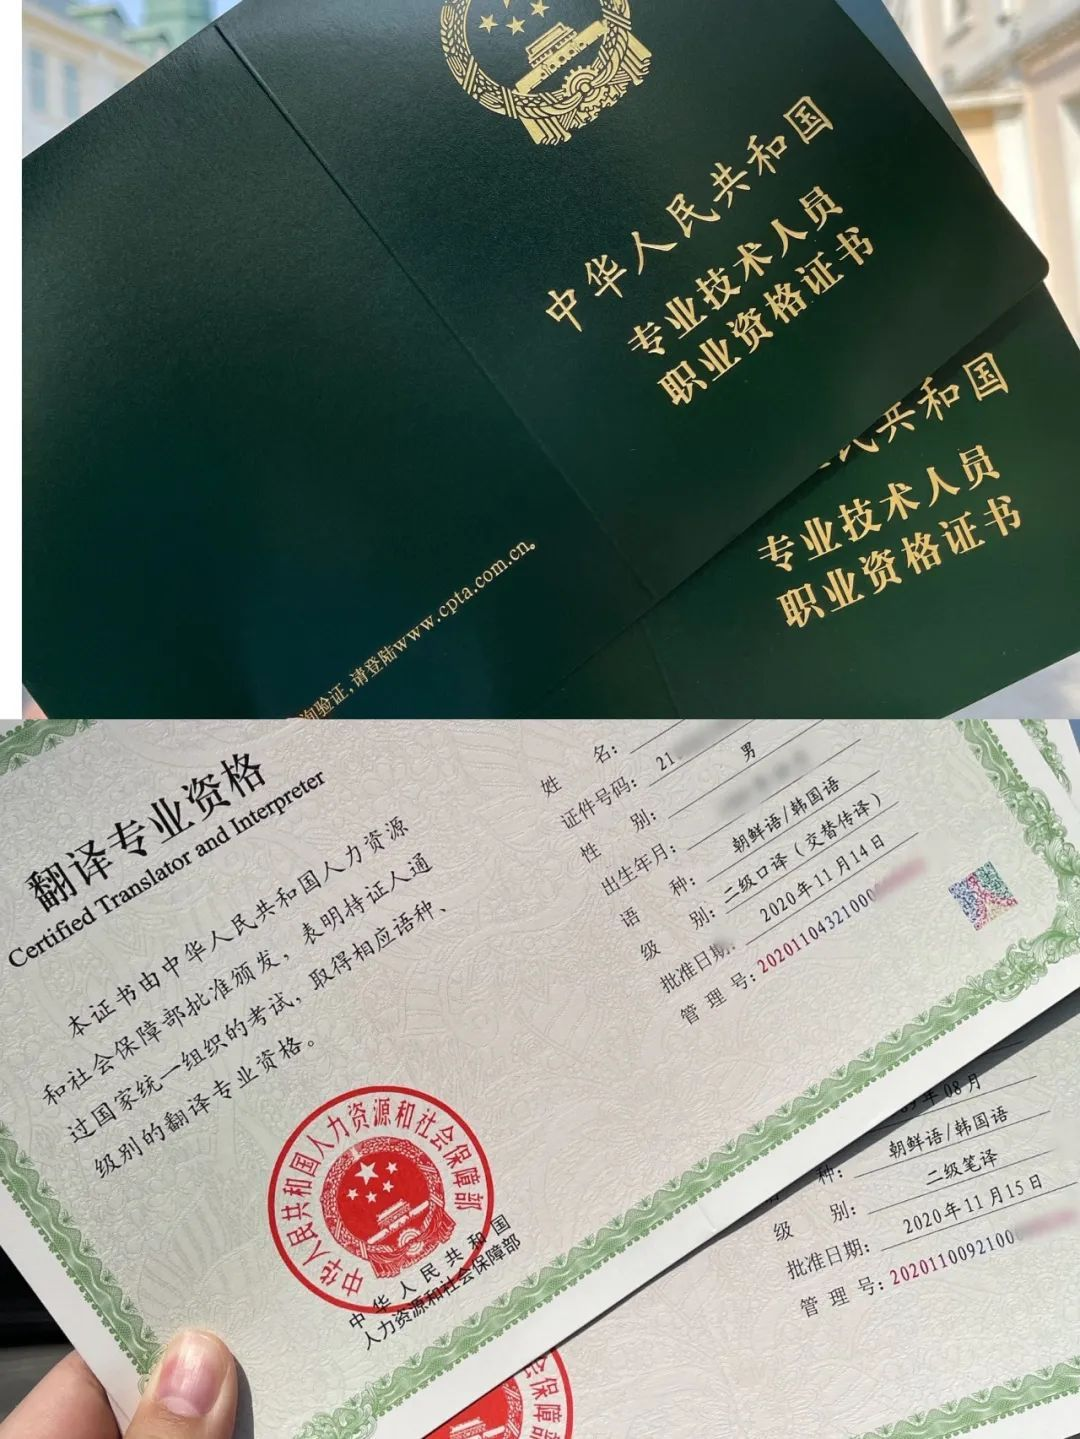 中华人民共和国
专业技术人员
职业资格证书
民共和国
专业技术人员
职业资格证书
询验证，请登陆www.cpta.com.cn。
翻译专业资格
Certified Translator and Interpreter
本证书由中华人民共和国人力资源
和社会保障部批准颁发，表明持证人通
过国家统一组织的考试，取得相应语种、
级别的翻译专业资格。
姓 名：
证件号码：21
性 别：男
出生年月：
语 种：朝鲜语/韩国语
级 别：二级口译（交替传译）
批准日期：2020年11月14日
管 理 号：2020110432100
中华人民共和国人力资源和社会保障部
中华人民共和国
人力资源和社会保障部
年08月
种：朝鲜语/韩国语
级 别：二级笔译
批准日期：2020年11月15日
管 理 号：2020110092100
保障部